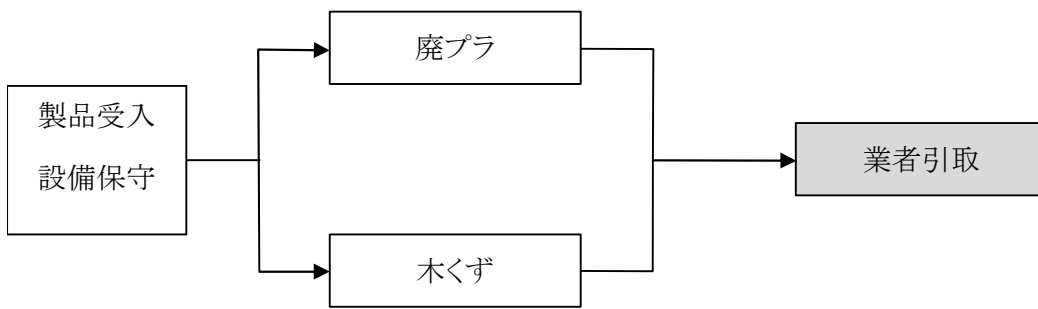 製品受入
設備保守
廃プラ
木くず
業者引取